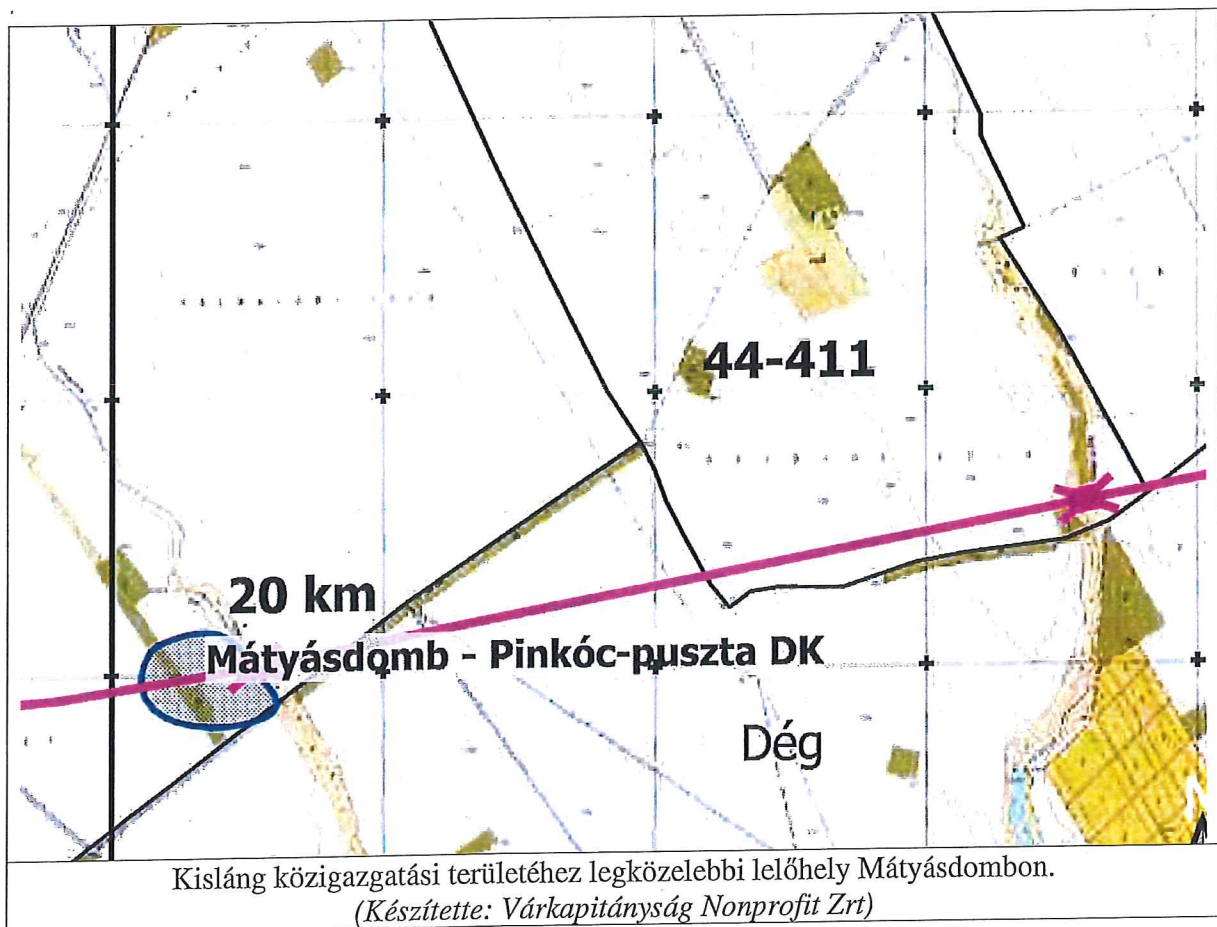 44-411
20 km
Mátyásdomb - Pinkóc-puszta DK
Dég
Kisláng közigazgatási területéhez legközelebbi lelőhely Mátyásdombon.
(Készítette: Várkapitányság Nonprofit Zrt)